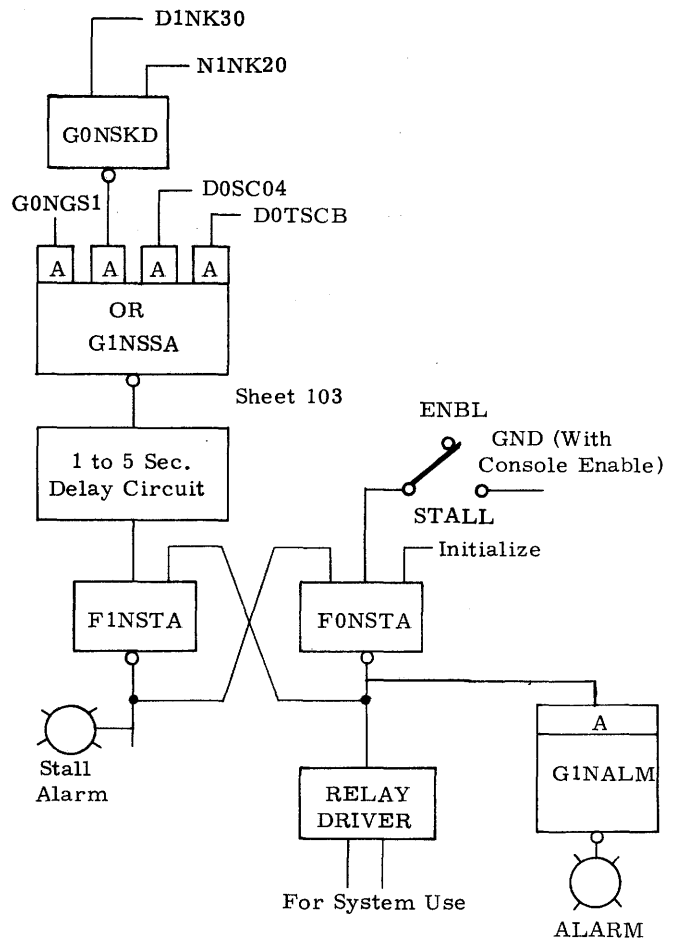 D1NK30
N1NK20
G0NSKD
G0NGS1
D0SC04
D0TSCB
A A A A
OR
G1NSSA
Sheet 103
ENBL
GND (With
Console Enable)
STALL
1 to 5 Sec.
Delay Circuit
Initialize
F1NSTA
F0NSTA
A
G1NALM
Stall
Alarm
RELAY
DRIVER
For System Use
ALARM